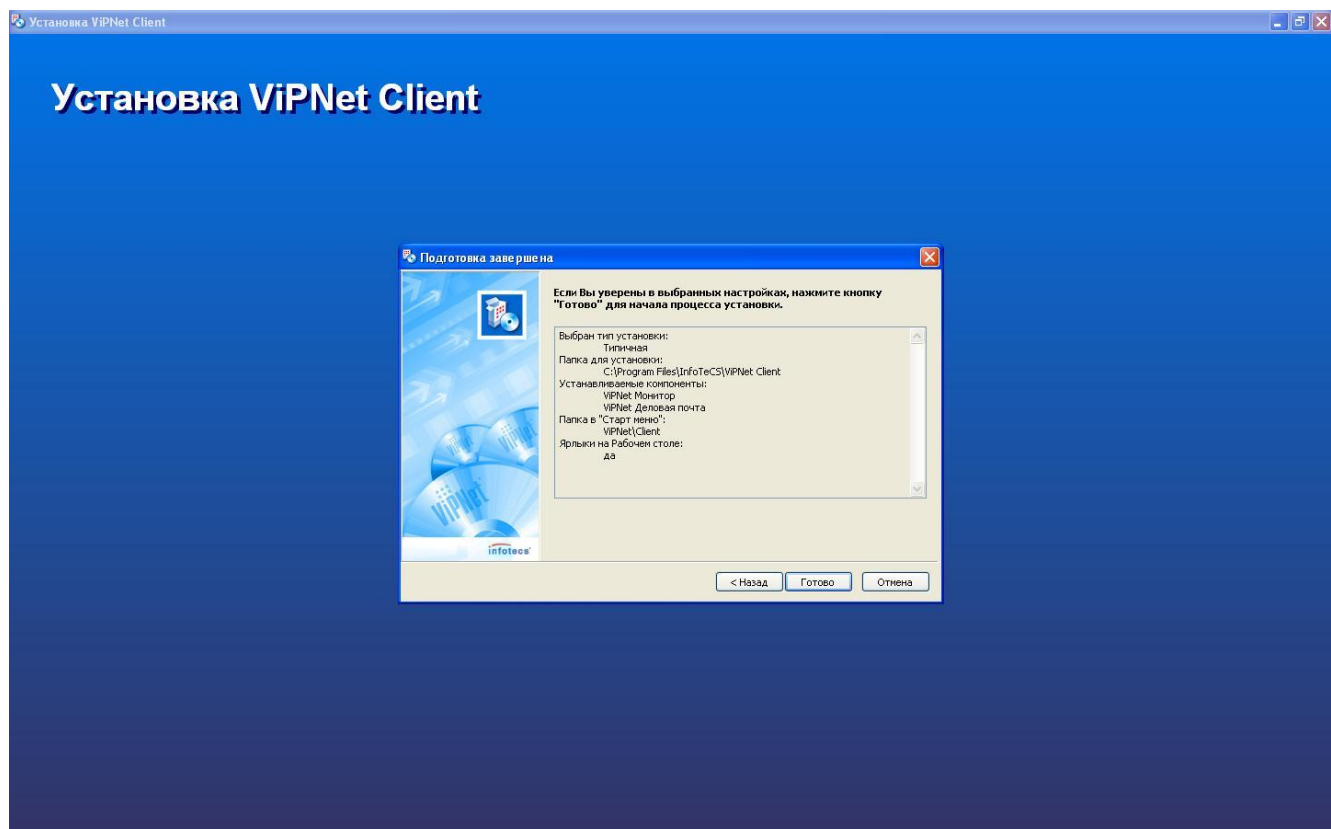 Установка ViPNet Client
Установка ViPNet Client
Подготовка завершена
Если Вы уверены в выбранных настройках, нажмите кнопку
"Готово" для начала процесса установки.
Выбран тип установки:
Типичная
Папка для установки:
C:\Program Files\InfoTeCS\ViPNet Client
Устанавливаемые компоненты:
ViPNet Монитор
ViPNet Деловая почта
Папка в "Старт меню":
ViPNet\Client
Ярлыки на Рабочем столе:
да
ViPNet
ViPNet
ViPNet
infotecs
< Назад
Готово
Отмена